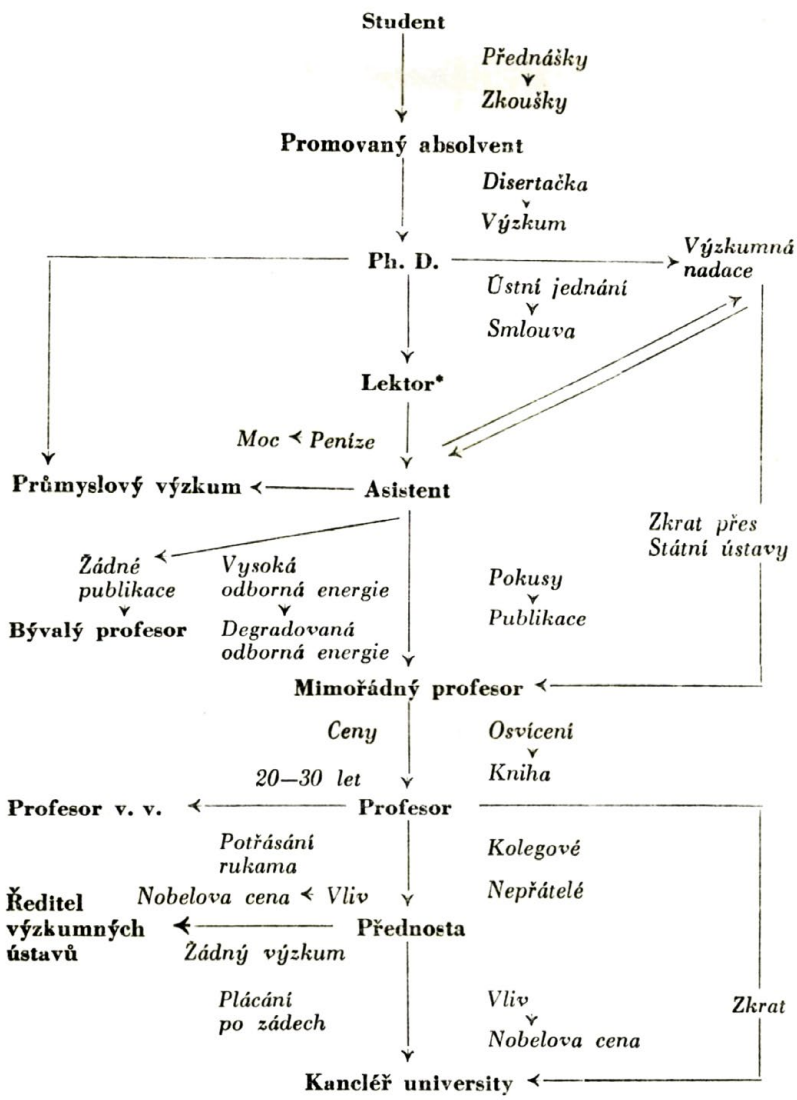 Student
Přednášky
Zkoušky
Promovaný absolvent
Disertačka
Výzkum
Ph. D.
Výzkumná
nadace
Ústní jednání
Smlouva
Lektor*
Moc
Peníze
Průmyslový výzkum
Asistent
Zkrat přes
Státní ústavy
Žádné
publikace
Bývalý profesor
Vysoká
odborná energie
Degradovaná
odborná energie
Pokusy
Publikace
Mimořádný profesor
Ceny
Osvícení
Kniha
20—30 let
Profesor v. v.
Profesor
Potřásání
rukama
Kolegové
Nepřátelé
Nobelova cena
Vliv
Ředitel
výzkumných
ústavů
Přednosta
Žádný výzkum
Plácání
po zádech
Vliv
Nobelova cena
Zkrat
Kancléř university